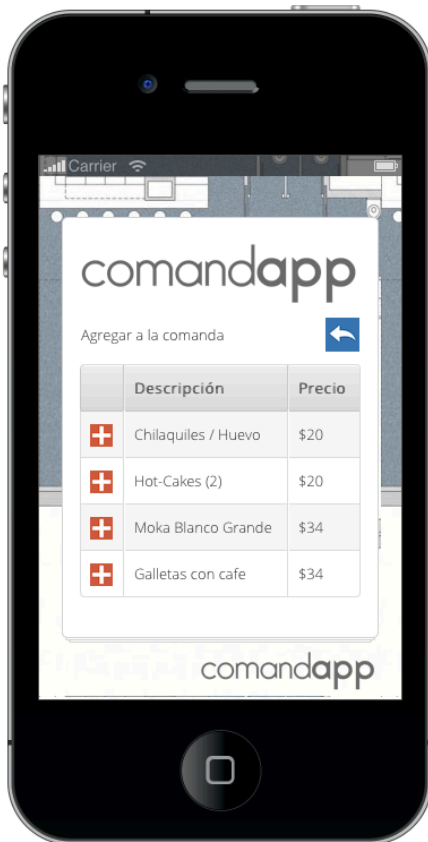 Carrier
comandapp
Agregar a la comanda
Descripción Precio
Chilaquiles / Huevo $20
Hot-Cakes (2) $20
Moka Blanco Grande $34
Galletas con cafe $34
comandapp